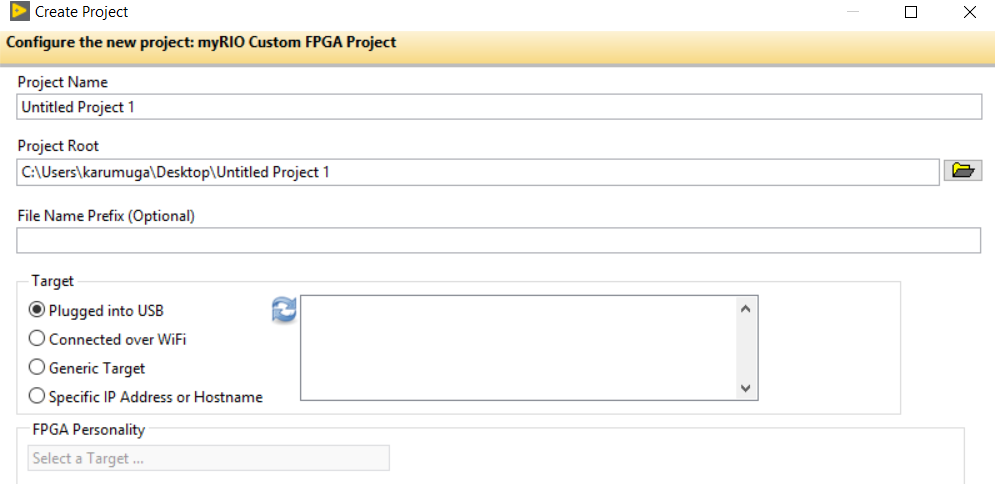 Create Project
Configure the new project: myRIO Custom FPGA Project
Project Name
Untitled Project 1
Project Root
C:\Users\karumuga\Desktop\Untitled Project 1
File Name Prefix (Optional)
Target
Plugged into USB
Connected over WiFi
Generic Target
Specific IP Address or Hostname
FPGA Personality
Select a Target ...